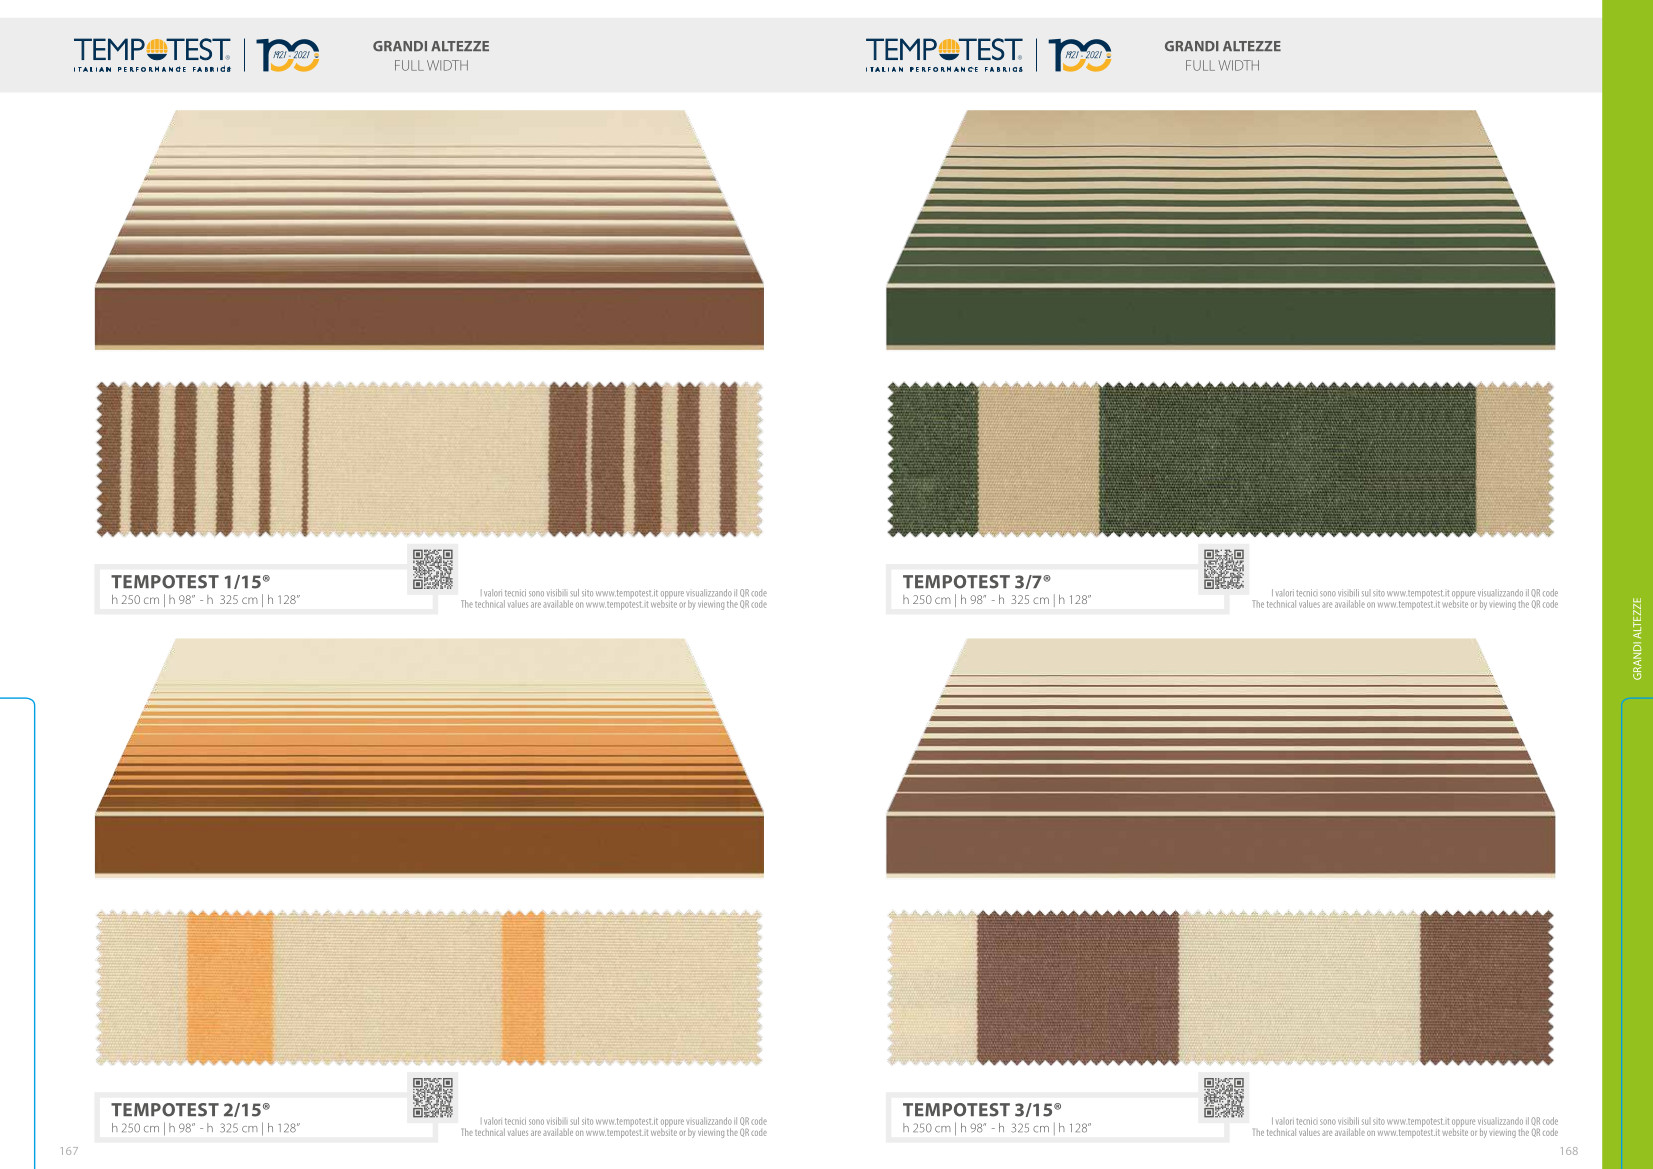 TEMPOTEST®
ITALIAN PERFORMANCE FABRICS
100
1921 - 2021
GRANDI ALTEZZE
FULL WIDTH
TEMPOTEST 1/15®
h 250 cm | h 98” - h 325 cm | h 128”
I valori tecnici sono visibili sul sito www.tempotest.it oppure visualizzando il QR code
The technical values are available on www.tempotest.it website or by viewing the QR code
TEMPOTEST 2/15®
h 250 cm | h 98” - h 325 cm | h 128”
I valori tecnici sono visibili sul sito www.tempotest.it oppure visualizzando il QR code
The technical values are available on www.tempotest.it website or by viewing the QR code
167
TEMPOTEST®
ITALIAN PERFORMANCE FABRICS
100
1921 - 2021
GRANDI ALTEZZE
FULL WIDTH
TEMPOTEST 3/7®
h 250 cm | h 98” - h 325 cm | h 128”
I valori tecnici sono visibili sul sito www.tempotest.it oppure visualizzando il QR code
The technical values are available on www.tempotest.it website or by viewing the QR code
TEMPOTEST 3/15®
h 250 cm | h 98” - h 325 cm | h 128”
I valori tecnici sono visibili sul sito www.tempotest.it oppure visualizzando il QR code
The technical values are available on www.tempotest.it website or by viewing the QR code
168
GRANDI ALTEZZE